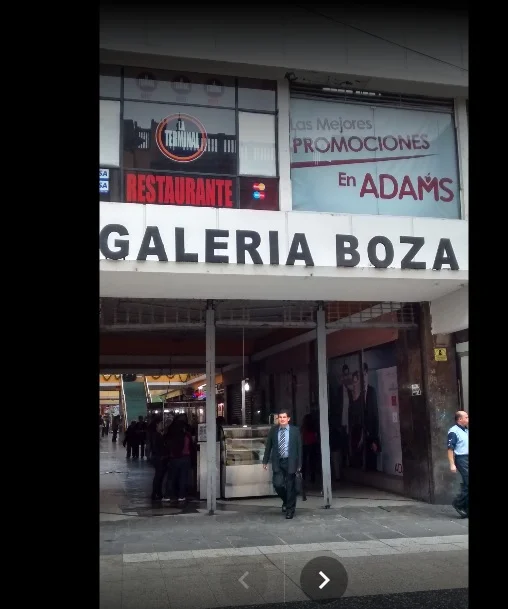 LA
TERMINAL
RESTAURANTE
Las Mejores
PROMOCIONES
En ADAMS
GALERIA BOZA